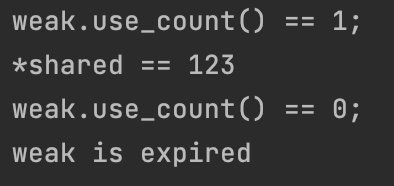 weak.use_count() == 1;
*shared == 123
weak.use_count() == 0;
weak is expired